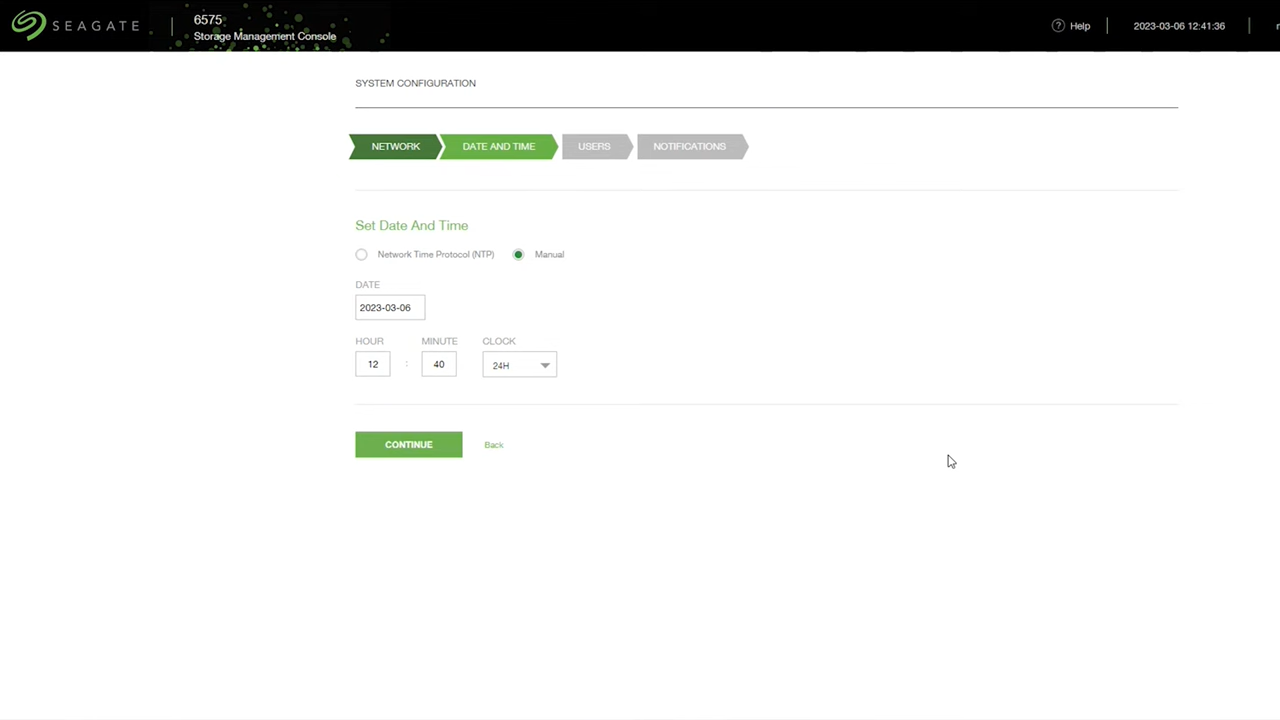 SEAGATE
6575
Storage Management Console
? Help
2023-03-06 12:41:36
SYSTEM CONFIGURATION
NETWORK
DATE AND TIME
USERS
NOTIFICATIONS
Set Date And Time
Network Time Protocol (NTP)
Manual
DATE
2023-03-06
HOUR
MINUTE
CLOCK
12 : 40
24H
CONTINUE
Back